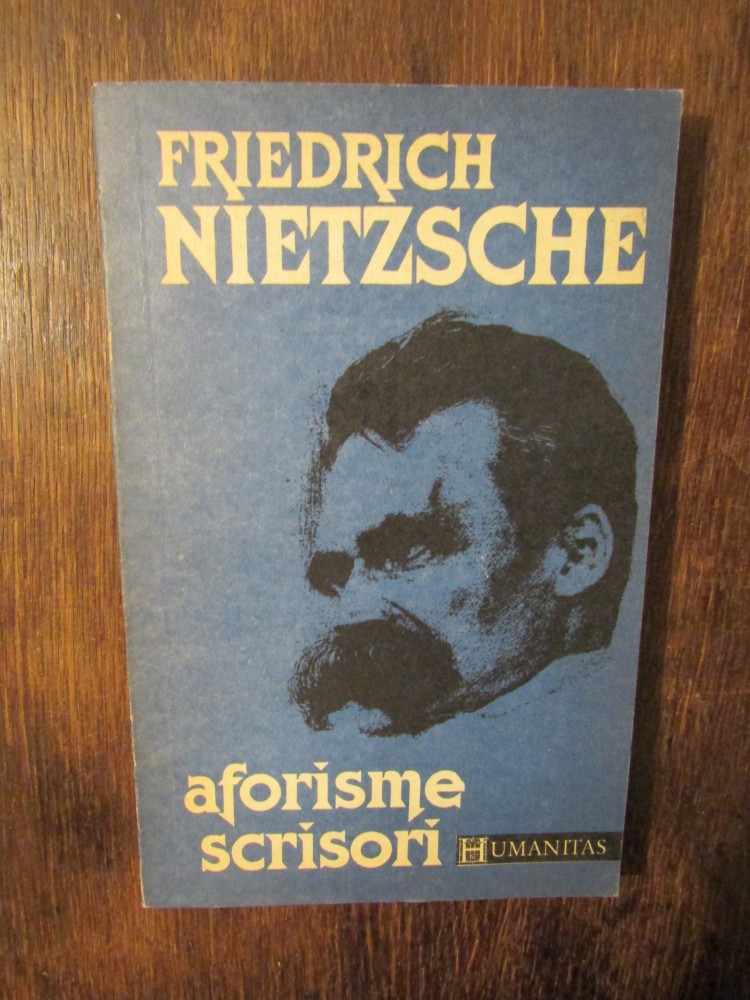 FRIEDRICH
NIETZSCHE
aforisme
scrisori
HUMANITAS